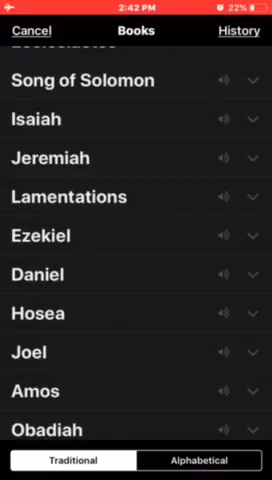 2:42 PM
22%
Cancel
Books
History
Song of Solomon
Isaiah
Jeremiah
Lamentations
Ezekiel
Daniel
Hosea
Joel
Amos
Obadiah
Traditional
Alphabetical